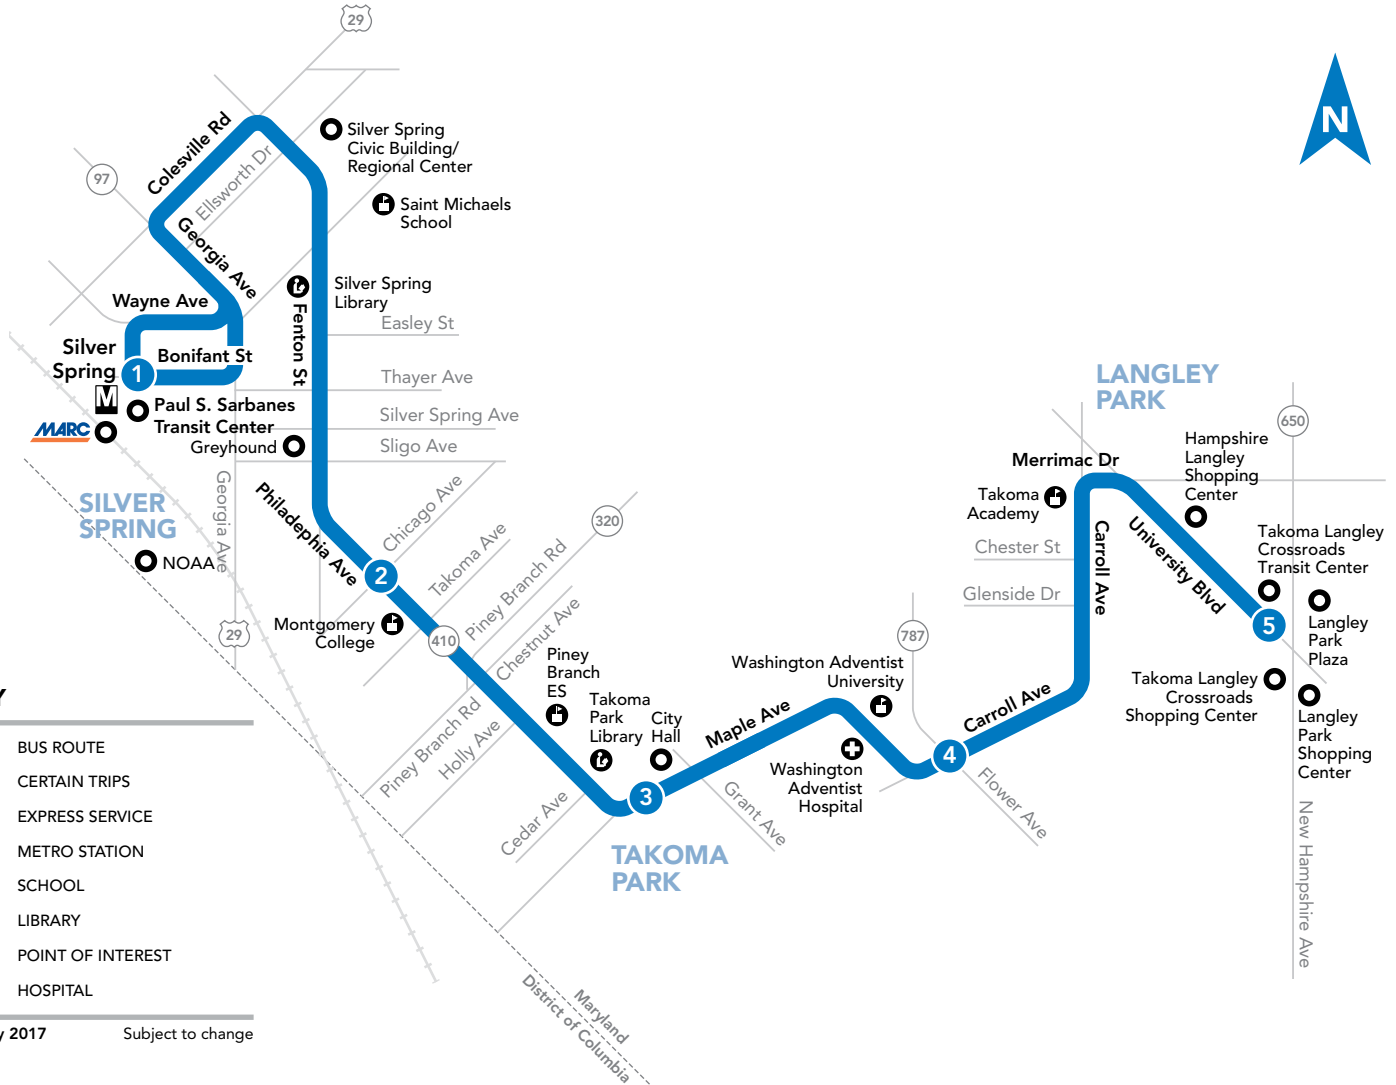 29
N
Colesville Rd
Silver Spring
Civic Building/
Regional Center
Ellsworth Dr
97
Saint Michaels
School
Georgia Ave
Silver Spring
Library
Wayne Ave
Fenton St
Easley St
Silver
Spring
1
Bonifant St
Thayer Ave
M
Paul S. Sarbanes
Transit Center
MARC
Silver Spring Ave
Greyhound
Sligo Ave
LANGLEY
PARK
650
Hampshire
Langley
Shopping
Center
Merrimac Dr
Takoma
Academy
SILVER
SPRING
Georgia Ave
Philadephia Ave
Chicago Ave
Takoma Ave
320
Piney Branch Rd
NOAA
2
Chester St
Carroll Ave
University Blvd
Takoma Langley
Crossroads
Transit Center
Glenside Dr
29
Montgomery
College
410
Chestnut Ave
787
5
Langley
Park
Plaza
Piney
Branch
ES
Washington Adventist
University
Takoma Langley
Crossroads
Shopping Center
Takoma
Park
Library
City
Hall
Maple Ave
Carroll Ave
Langley
Park
Shopping
Center
Piney Branch Rd
Holly Ave
4
Washington
Adventist
Hospital
Flower Ave
3
Cedar Ave
Grant Ave
New Hampshire Ave
TAKOMA
PARK
Y
BUS ROUTE
CERTAIN TRIPS
EXPRESS SERVICE
METRO STATION
SCHOOL
LIBRARY
POINT OF INTEREST
HOSPITAL
y 2017
Subject to change
Maryland
District of Columbia